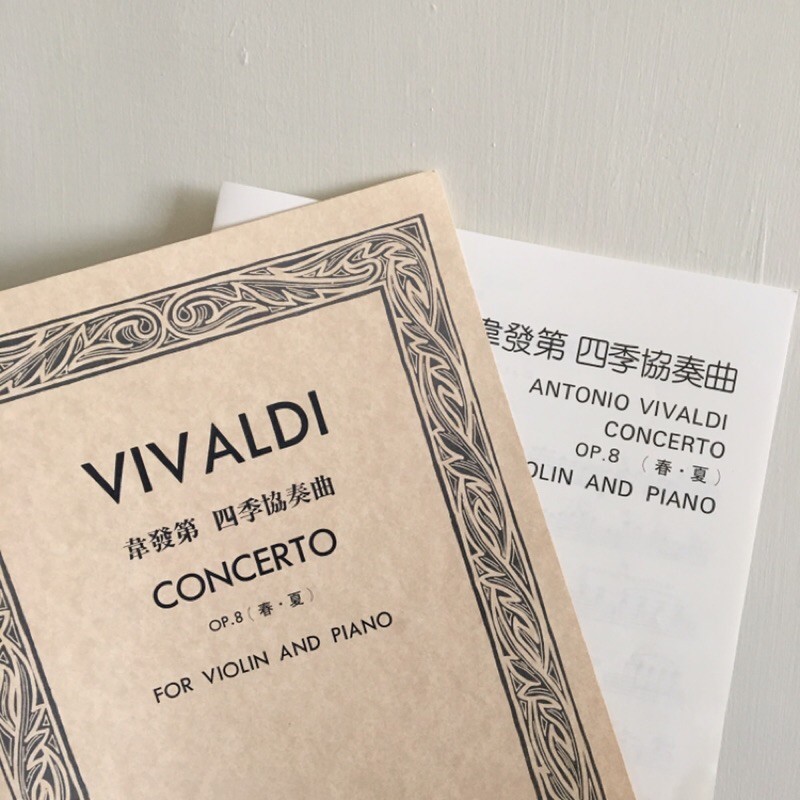 VIVALDI
韋發第 四季協奏曲
CONCERTO
OP.8（春·夏）
FOR VIOLIN AND PIANO
韋發第 四季協奏曲
ANTONIO VIVALDI
CONCERTO
OP.8 （春·夏）
OLIN AND PIANO